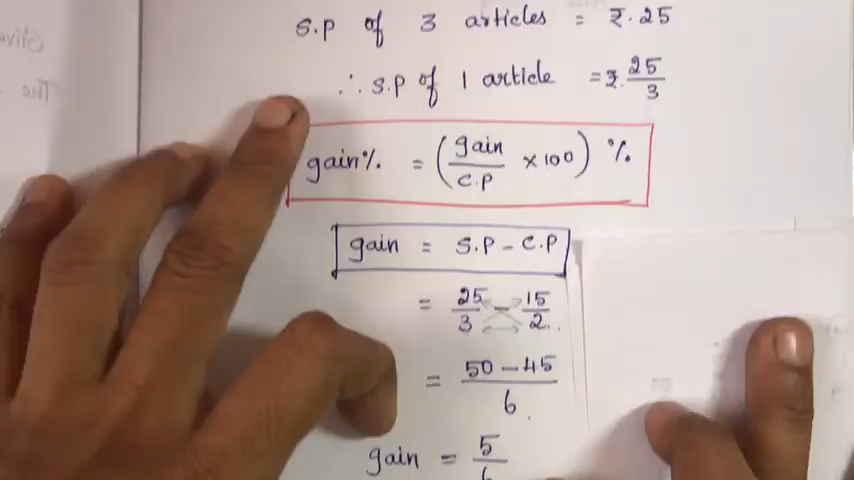 S.P of 3 articles = ₹.25
∴ S.P of 1 article = ₹.25/3
gain% = (gain/C.P ×100) %
gain = S.P - C.P
= 25/3 - 15/2
= 50-45/6
gain = 5/6